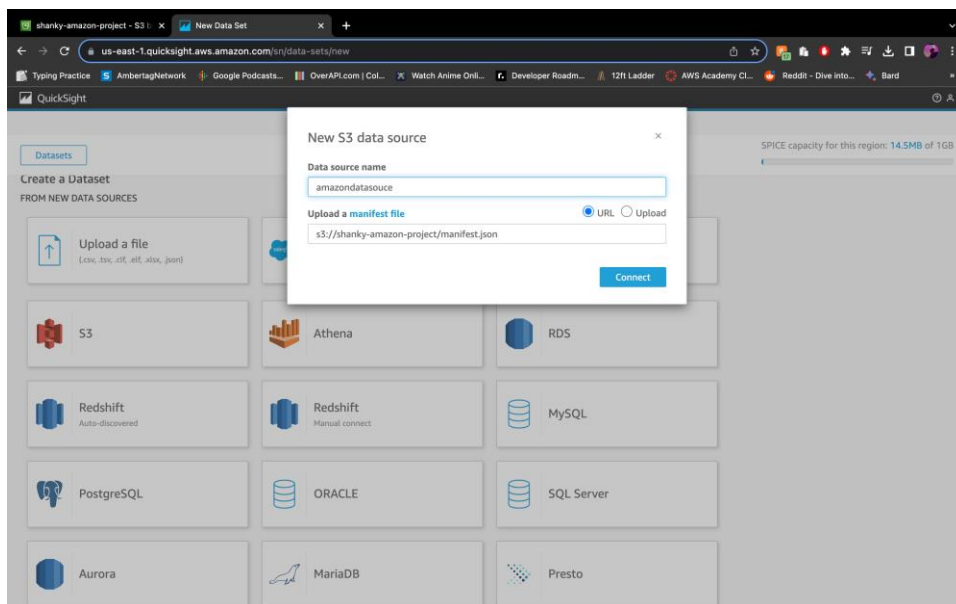 shanky-amazon-project - S3 b
New Data Set
us-east-1.quicksight.aws.amazon.com/sn/data-sets/new
Typing Practice
AmbertagNetwork
Google Podcasts...
OverAPI.com | Col...
Watch Anime Onli...
Developer Roadm...
12ft Ladder
AWS Academy Cl...
Reddit - Dive into...
Bard
QuickSight
New S3 data source
Datasets
SPICE capacity for this region: 14.5MB of 1GB
Data source name
Create a Dataset
amazondatasouce
FROM NEW DATA SOURCES
Upload a manifest file
URL
Upload
s3://shanky-amazon-project/manifest.json
Upload a file
(.csv, .tsv, .clf, .elf, .xlsx, .json)
Connect
S3
Athena
RDS
Redshift
Auto-discovered
Redshift
Manual connect
MySQL
PostgreSQL
ORACLE
SQL Server
Aurora
MariaDB
Presto